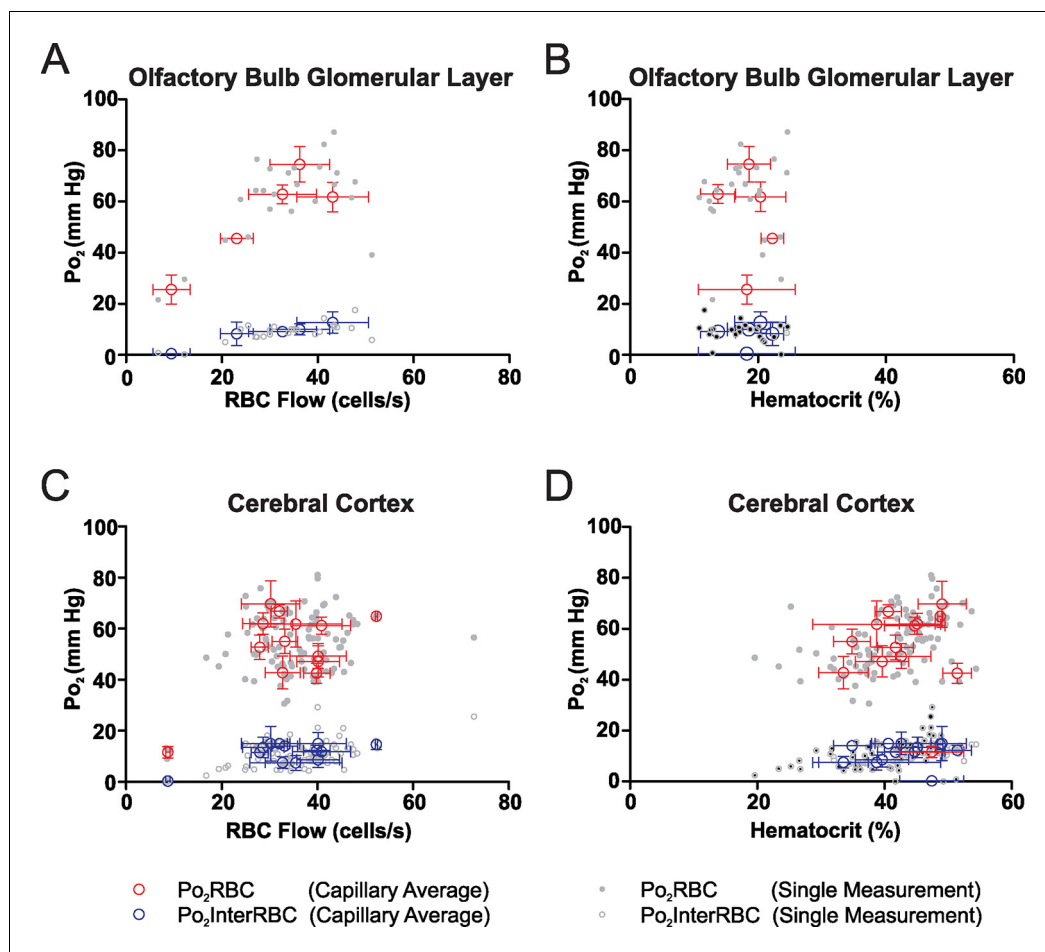 A
Olfactory Bulb Glomerular Layer
100
80
60
40
20
0
Po2 (mm Hg)
0 20 40 60 80
RBC Flow (cells/s)
B
Olfactory Bulb Glomerular Layer
100
80
60
40
20
0
Po2 (mm Hg)
0 20 40 60
Hematocrit (%)
C
Cerebral Cortex
100
80
60
40
20
0
Po2 (mm Hg)
0 20 40 60 80
RBC Flow (cells/s)
D
Cerebral Cortex
100
80
60
40
20
0
Po2 (mm Hg)
0 20 40 60
Hematocrit (%)
Po2RBC (Capillary Average)
Po2InterRBC (Capillary Average)
Po2RBC (Single Measurement)
Po2InterRBC (Single Measurement)